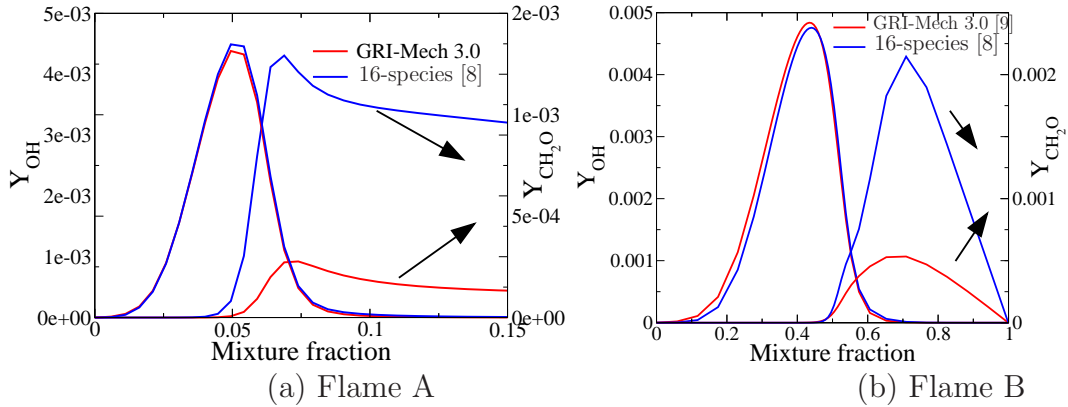 5e-03
4e-03
3e-03
5e-03
1e-03
0e+00
Y_OH
GRI-Mech 3.0
16-species [8]
2e-03
1e-03
5e-04
0e+00
Y_CH2O
0 0.05 0.1 0.15
Mixture fraction
(a) Flame A
0.005
0.004
0.003
0.002
0.001
0
Y_OH
GRI-Mech 3.0 [9]
16-species [8]
0.002
0.001
0
Y_CH2O
0 0.2 0.4 0.6 0.8 1
Mixture fraction
(b) Flame B